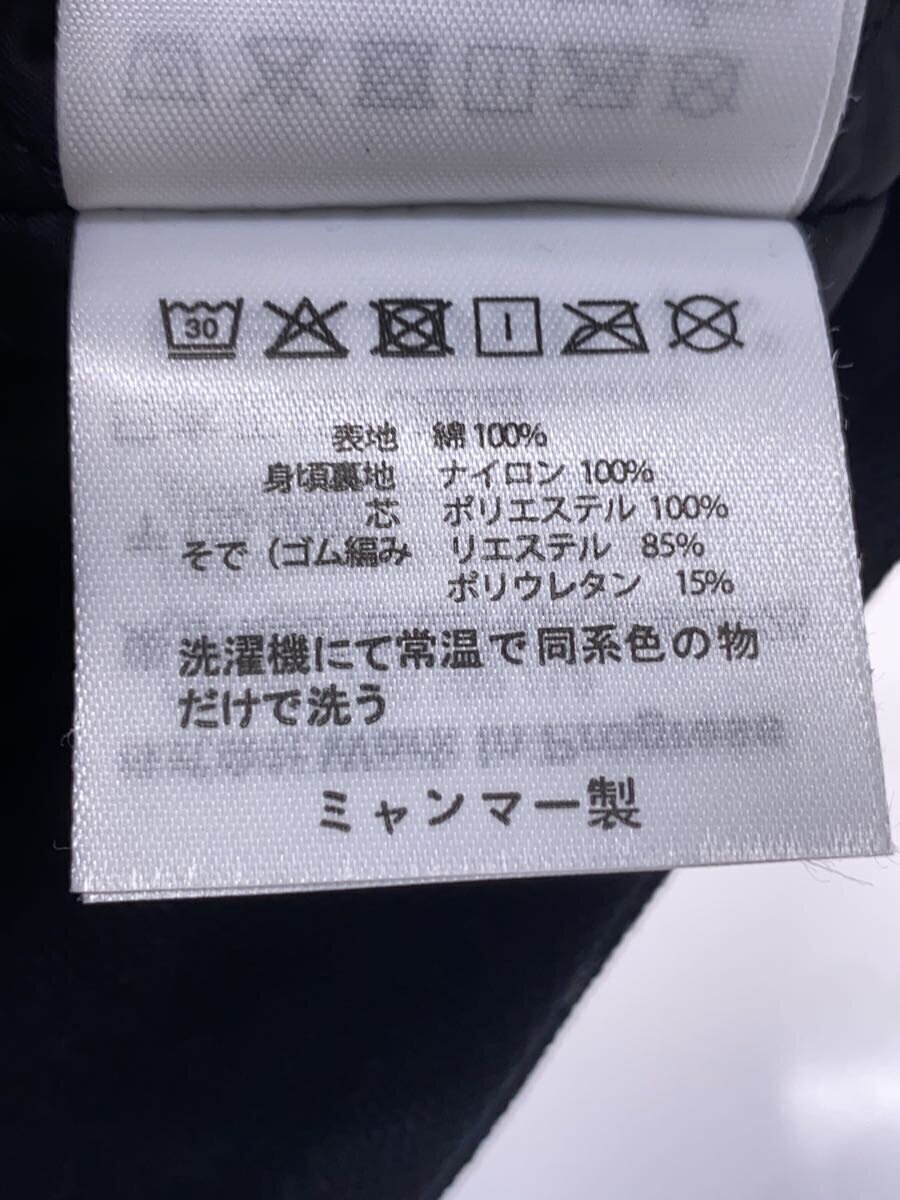 30
表地 綿 100%
身頃裏地 ナイロン 100%
芯 ポリエステル 100%
そで（ゴム編み リエステル 85%
ポリウレタン 15%
洗濯機にて常温で同系色の物
だけで洗う
ミャンマー製